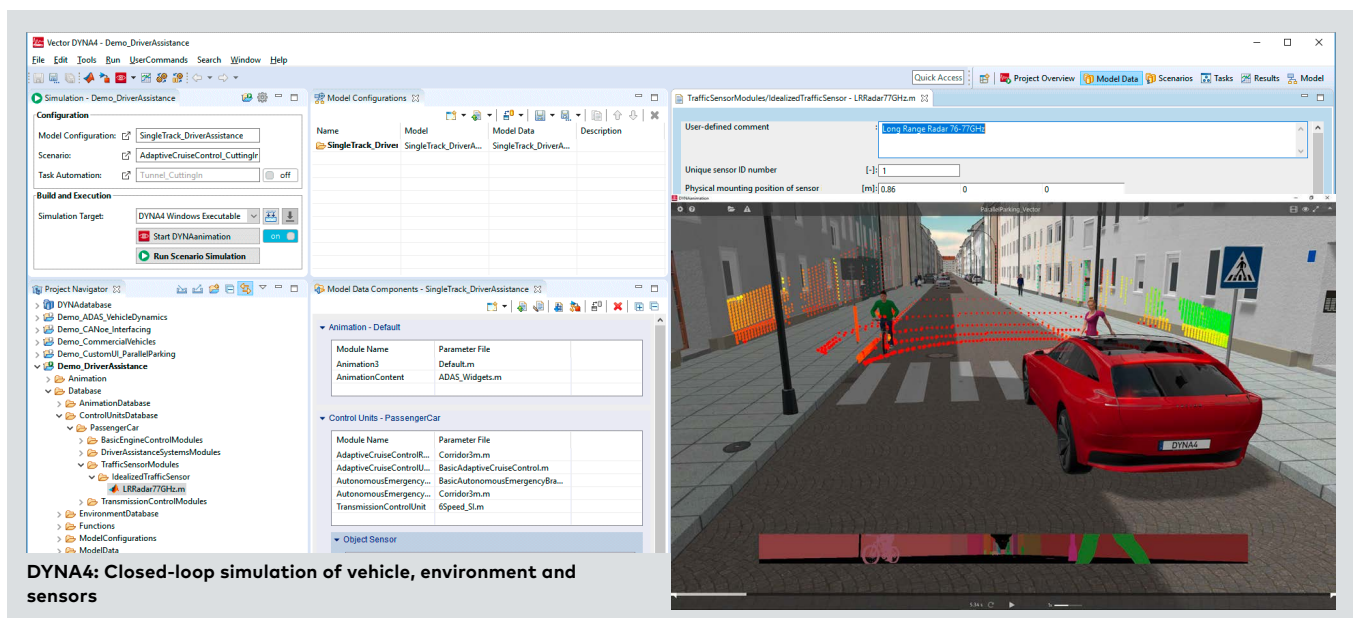 Vector DYNA4 - Demo_DriverAssistance
File Edit Tools Run UserCommands Search Window Help
Quick Access Project Overview Model Data Scenarios Tasks Results Model
Simulation - Demo_DriverAssistance
Configuration
Model Configuration: SingleTrack_DriverAssistance
Scenario: AdaptiveCruiseControl_CuttingIr
Task Automation: Tunnel_CuttingIn off
Build and Execution
Simulation Target: DYNA4 Windows Executable
Start DYNAanimation on
Run Scenario Simulation
Model Configurations
Name Model Model Data Description
SingleTrack_Driver SingleTrack_DriverA... SingleTrack_DriverA...
TrafficSensorModules/IdealizedTrafficSensor - LRRadar77GHz.m
User-defined comment : Long Range Radar 76-77GHz
Unique sensor ID number [-]: 1
Physical mounting position of sensor [m]: 0.86 0 0
DYNAanimation
ParallelParking_Vector
DYNA4
5.34 s
1x
Project Navigator
DYNAdatabase
Demo_ADAS_VehicleDynamics
Demo_CANoe_Interfacing
Demo_CommercialVehicles
Demo_CustomUI_ParallelParking
Demo_DriverAssistance
Animation
Database
AnimationDatabase
ControlUnitsDatabase
PassengerCar
BasicEngineControlModules
DriverAssistanceSystemsModules
TrafficSensorModules
IdealizedTrafficSensor
LRRadar77GHz.m
TransmissionControlModules
EnvironmentDatabase
Functions
ModelConfigurations
ModelData
Model Data Components - SingleTrack_DriverAssistance
Animation - Default
Module Name Parameter File
Animation3 Default.m
AnimationContent ADAS_Widgets.m
Control Units - PassengerCar
Module Name Parameter File
AdaptiveCruiseControlR... Corridor3m.m
AdaptiveCruiseControlU... BasicAdaptiveCruiseControl.m
AutonomousEmergency... BasicAutonomousEmergencyBra...
AutonomousEmergency... Corridor3m.m
TransmissionControlUnit 6Speed_SI.m
Object Sensor
DYNA4: Closed-loop simulation of vehicle, environment and
sensors